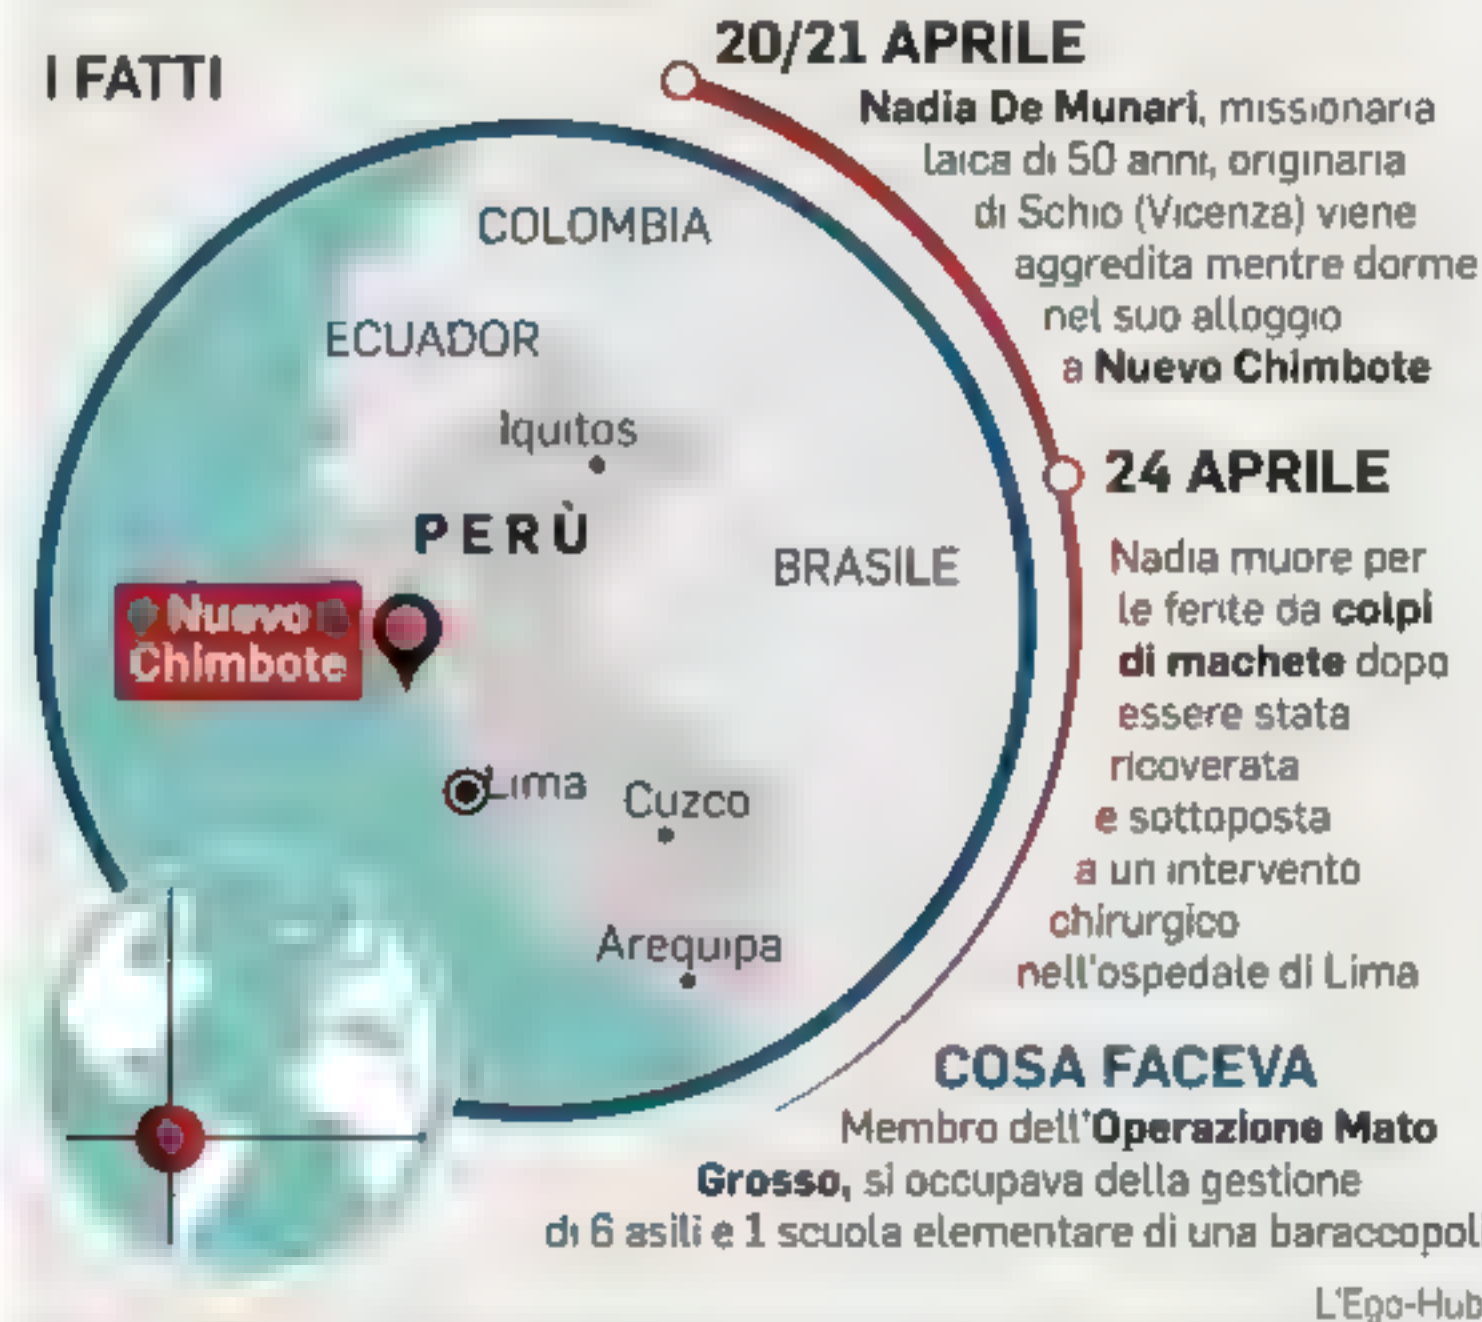 I FATTI
20/21 APRILE
Nadia De Munari, missionaria
laica di 50 anni, originaria
di Schio (Vicenza) viene
aggredita mentre dorme
nel suo alloggio
a Nuevo Chimbote
COLOMBIA
ECUADOR
Iquitos
PERÙ
BRASILE
Nuevo
Chimbote
Lima
Cuzco
Arequipa
24 APRILE
Nadia muore per
le ferite da colpi
di machete dopo
essere stata
ricoverata
e sottoposta
a un intervento
chirurgico
nell'ospedale di Lima
COSA FACEVA
Membro dell'Operazione Mato
Grosso, si occupava della gestione
di 6 asili e 1 scuola elementare di una baraccopoli
L'Ego-Hub